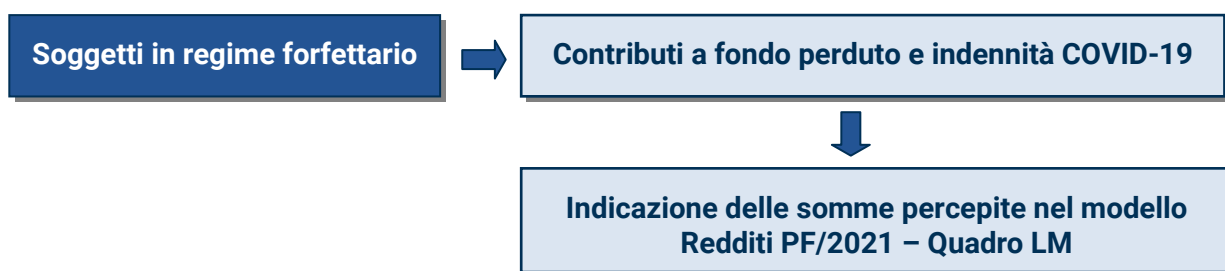 Soggetti in regime forfettario
Contributi a fondo perduto e indennità COVID-19
Indicazione delle somme percepite nel modello
Redditi PF/2021 – Quadro LM